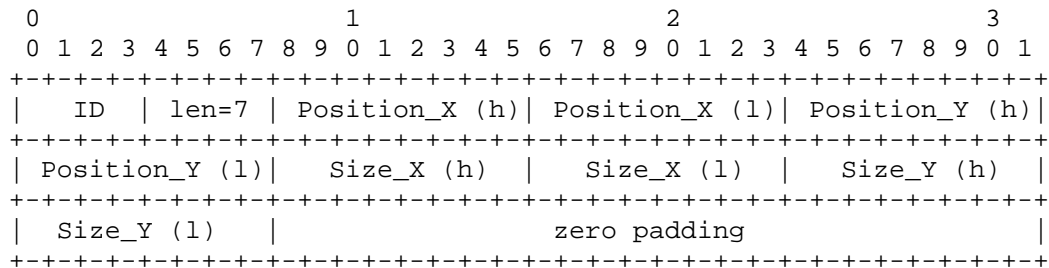 0                   1                   2                   3
 0 1 2 3 4 5 6 7 8 9 0 1 2 3 4 5 6 7 8 9 0 1 2 3 4 5 6 7 8 9 0 1
+-+-+-+-+-+-+-+-+-+-+-+-+-+-+-+-+-+-+-+-+-+-+-+-+-+-+-+-+-+-+-+-+
|   ID  | len=7 | Position_X (h)| Position_X (l)| Position_Y (h)|
+-+-+-+-+-+-+-+-+-+-+-+-+-+-+-+-+-+-+-+-+-+-+-+-+-+-+-+-+-+-+-+-+
| Position_Y (l)|   Size_X (h)  |   Size_X (l)  |   Size_Y (h)  |
+-+-+-+-+-+-+-+-+-+-+-+-+-+-+-+-+-+-+-+-+-+-+-+-+-+-+-+-+-+-+-+-+
|  Size_Y (l)   |                 zero padding                  |
+-+-+-+-+-+-+-+-+-+-+-+-+-+-+-+-+-+-+-+-+-+-+-+-+-+-+-+-+-+-+-+-+